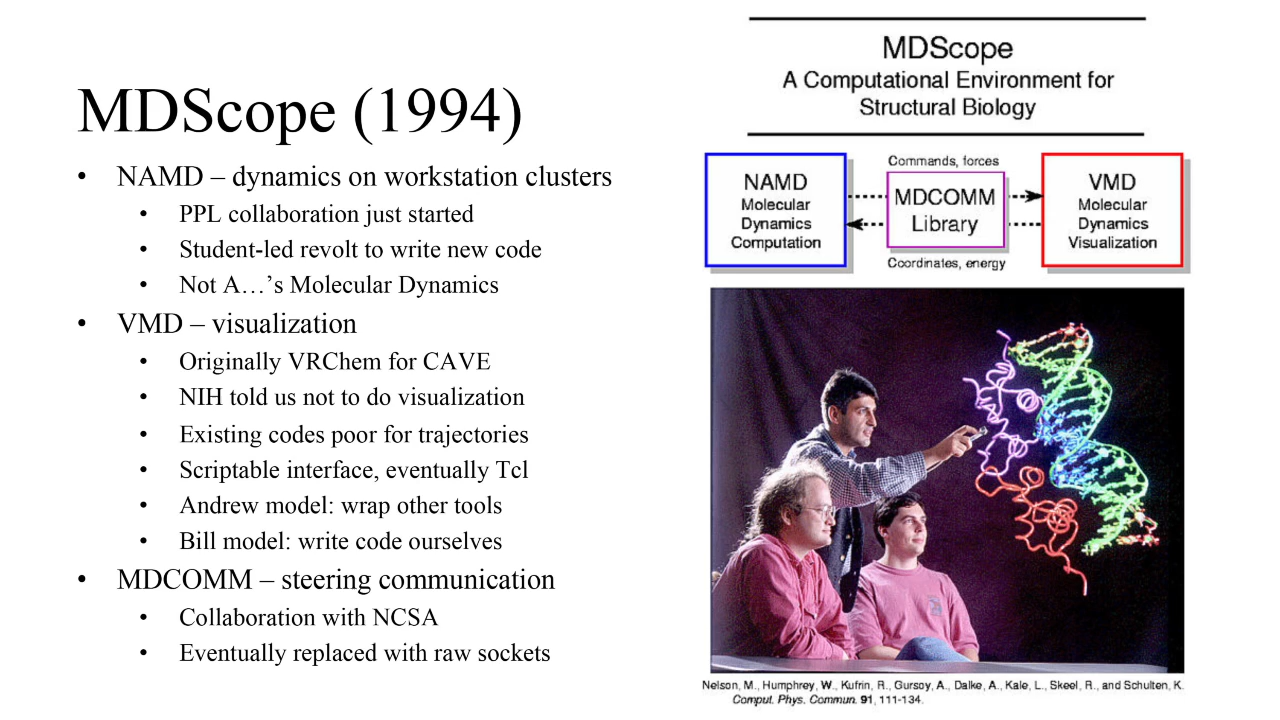 MDScope (1994)
• NAMD – dynamics on workstation clusters
• PPL collaboration just started
• Student-led revolt to write new code
• Not A…’s Molecular Dynamics
• VMD – visualization
• Originally VRChem for CAVE
• NIH told us not to do visualization
• Existing codes poor for trajectories
• Scriptable interface, eventually Tcl
• Andrew model: wrap other tools
• Bill model: write code ourselves
• MDCOMM – steering communication
• Collaboration with NCSA
• Eventually replaced with raw sockets
MDScope
A Computational Environment for
Structural Biology
NAMD
Molecular
Dynamics
Computation
Commands, forces
MDCOMM
Library
Coordinates, energy
VMD
Molecular
Dynamics
Visualization
Nelson, M., Humphrey, W., Kufrin, R., Gursoy, A., Dalke, A., Kale, L., Skeel, R., and Schulten, K.
Comput. Phys. Commun. 91, 111-134.